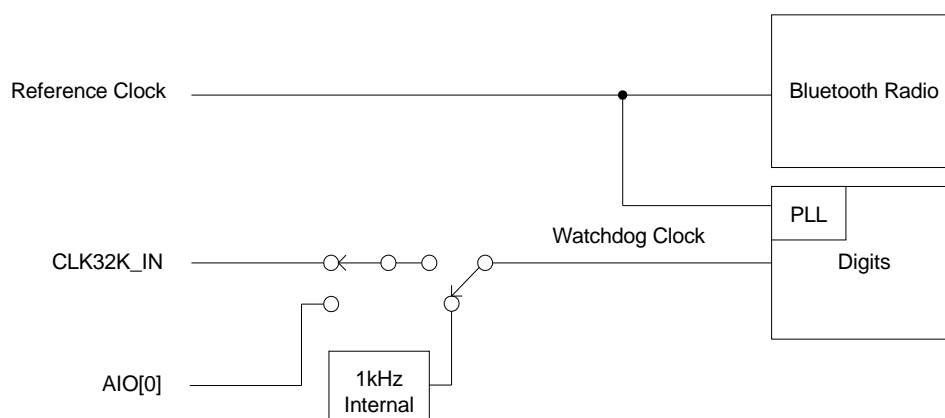 Reference Clock
Bluetooth Radio
PLL
Watchdog Clock
CLK32K_IN
Digits
AIO[0]
1kHz
Internal